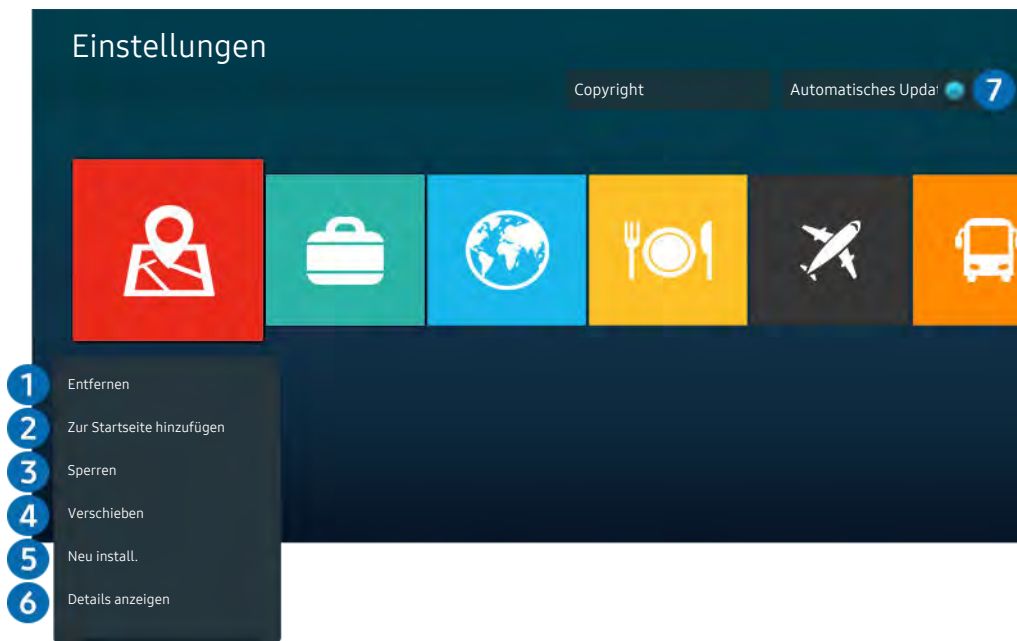 Einstellungen
Copyright
Automatisches Updat
7
1 Entfernen
2 Zur Startseite hinzufügen
3 Sperren
4 Verschieben
5 Neu install.
6 Details anzeigen